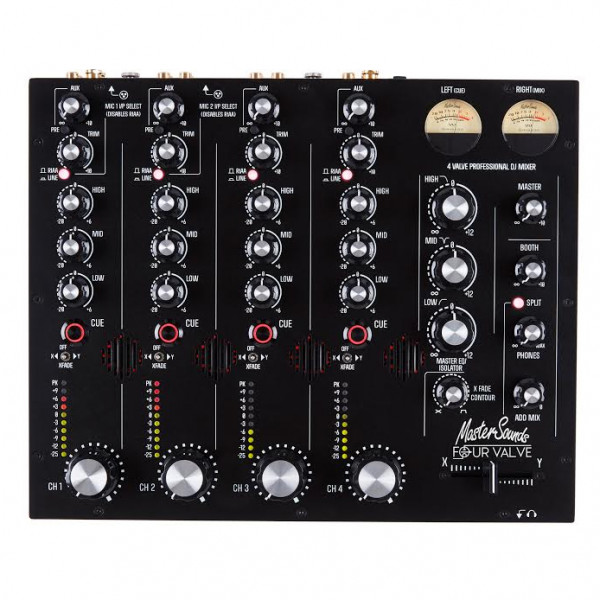 LEFT (CUE)
RIGHT (MIX)
4 VALVE PROFESSIONAL DJ MIXER
AUX
MIC 1 I/P SELECT
(DISABLES RIAA)
AUX
MIC 2 I/P SELECT
(DISABLES RIAA)
AUX
AUX
PRE
TRIM
PRE
TRIM
PRE
TRIM
PRE
TRIM
RIAA
LINE
RIAA
LINE
RIAA
LINE
RIAA
LINE
HIGH
HIGH
HIGH
HIGH
MID
MID
MID
MID
LOW
LOW
LOW
LOW
CUE
CUE
CUE
CUE
OFF
X Y
XFADE
OFF
X Y
XFADE
OFF
X Y
XFADE
OFF
X Y
XFADE
PK
PK
PK
PK
CH 1
CH 2
CH 3
CH 4
HIGH
MID
LOW
MASTER EQ/
ISOLATOR
X FADE
CONTOUR
MASTER
BOOTH
SPLIT
PHONES
ADD MIX
MasterSounds
FOUR VALVE
X Y